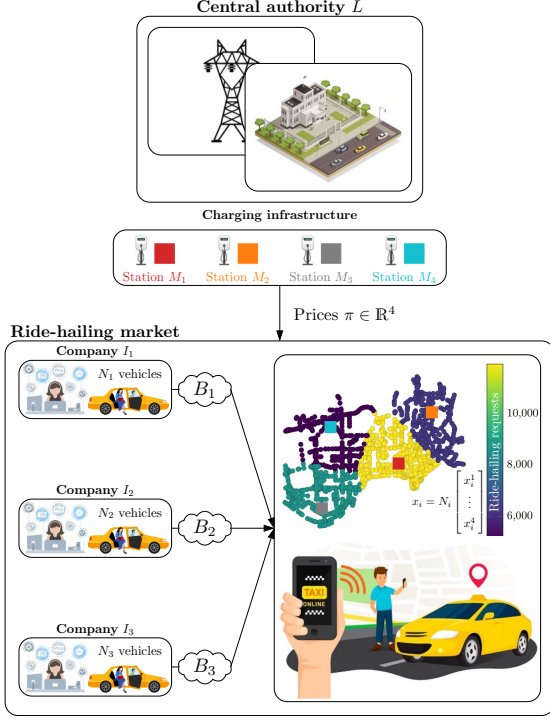 Central authority L
Charging infrastructure
Station M₁
Station M₂
Station M₃
Station M₄
Prices π ∈ ℝ⁴
Ride-hailing market
Company I₁
N₁ vehicles
B₁
Company I₂
N₂ vehicles
B₂
Company I₃
N₃ vehicles
B₃
Ride-hailing requests
10,000
8,000
6,000
xᵢ = Nᵢ [xᵢ¹ ⋮ xᵢ⁴]
TAXI
ONLINE